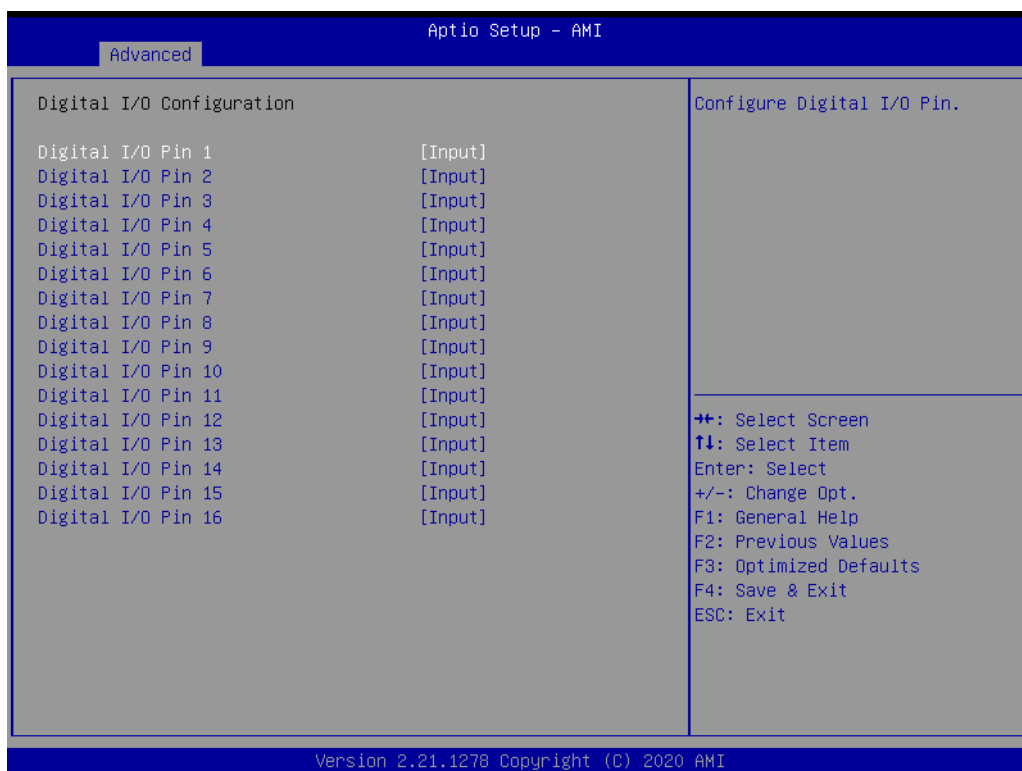 Aptio Setup – AMI
Advanced
Digital I/O Configuration
Digital I/O Pin 1 [Input]
Digital I/O Pin 2 [Input]
Digital I/O Pin 3 [Input]
Digital I/O Pin 4 [Input]
Digital I/O Pin 5 [Input]
Digital I/O Pin 6 [Input]
Digital I/O Pin 7 [Input]
Digital I/O Pin 8 [Input]
Digital I/O Pin 9 [Input]
Digital I/O Pin 10 [Input]
Digital I/O Pin 11 [Input]
Digital I/O Pin 12 [Input]
Digital I/O Pin 13 [Input]
Digital I/O Pin 14 [Input]
Digital I/O Pin 15 [Input]
Digital I/O Pin 16 [Input]
Configure Digital I/O Pin.
→←: Select Screen
↑↓: Select Item
Enter: Select
+/-: Change Opt.
F1: General Help
F2: Previous Values
F3: Optimized Defaults
F4: Save & Exit
ESC: Exit
Version 2.21.1278 Copyright (C) 2020 AMI